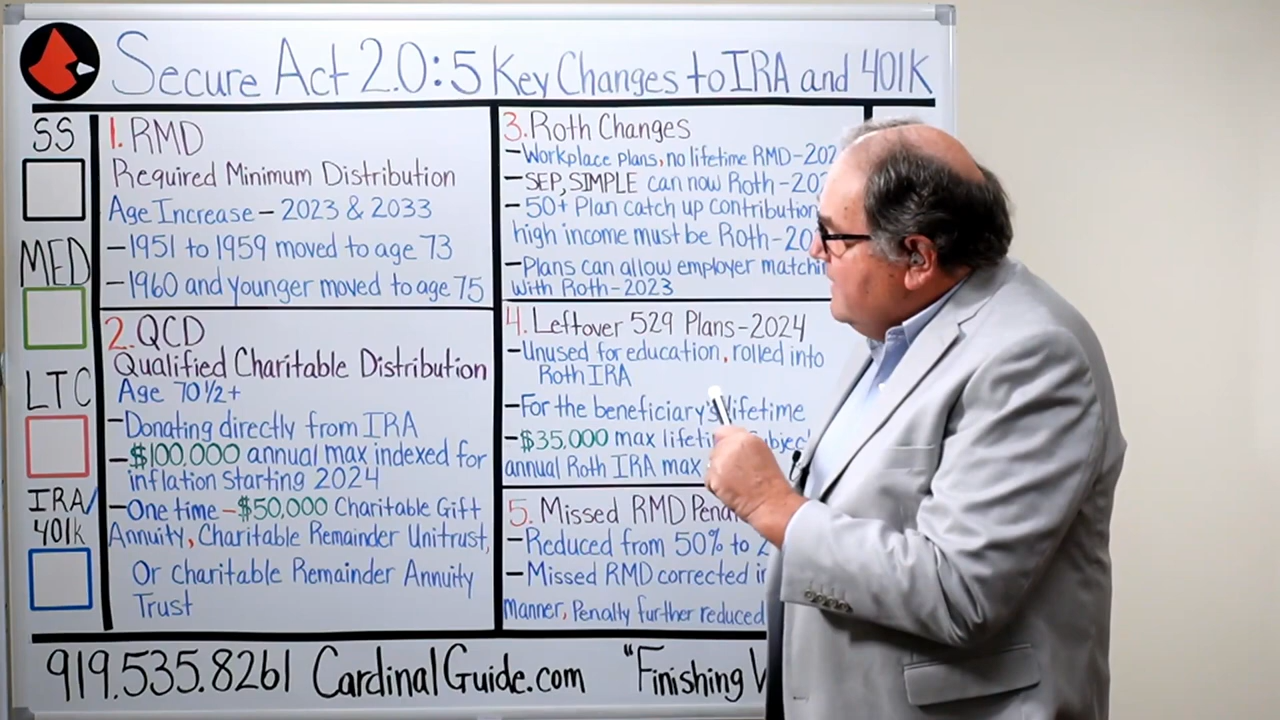 Secure Act 2.0: 5 Key Changes to IRA and 401K
SS
MED
LTC
IRA/
401k
1. RMD
Required Minimum Distribution
Age Increase – 2023 & 2033
– 1951 to 1959 moved to age 73
– 1960 and younger moved to age 75
2. QCD
Qualified Charitable Distribution
Age 70½+
– Donating directly from IRA
– $100,000 annual max indexed for
inflation starting 2024
– One time – $50,000 Charitable Gift
Annuity, Charitable Remainder Unitrust,
Or Charitable Remainder Annuity
Trust
3. Roth Changes
– Workplace plans, no lifetime RMD –
– SEP, SIMPLE can now Roth –
– 50+ Plan catch up contribution
high income must be Roth –
– Plans can allow employer
with Roth – 2023
4. Leftover 529 Plans – 2024
– Unused for education, rolled into
Roth IRA
– For the beneficiary's lifetime
– $35,000 max
annual Roth IRA max
5. Missed RMD
– Reduced from 50% to
– Missed RMD corrected
manner, Penalty further reduced
919.535.8261 CardinalGuide.com "Finishing